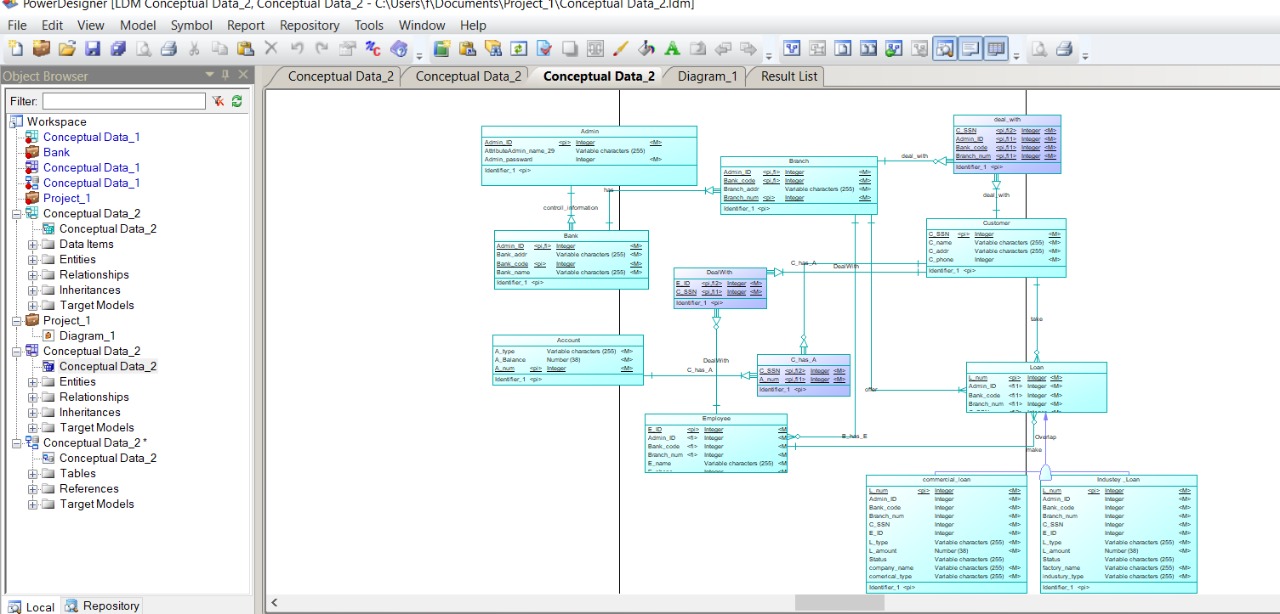 PowerDesigner [LDM Conceptual Data_2, Conceptual Data_2 - C:\Users\f\Documents\Project_1\Conceptual Data_2.ldm]
File Edit View Model Symbol Report Repository Tools Window Help
Object Browser
Filter:
Workspace
Conceptual Data_1
Bank
Conceptual Data_1
Conceptual Data_1
Project_1
Conceptual Data_2
Conceptual Data_2
Data Items
Entities
Relationships
Inheritances
Target Models
Project_1
Diagram_1
Conceptual Data_2
Conceptual Data_2
Entities
Relationships
Inheritances
Target Models
Conceptual Data_2 *
Conceptual Data_2
Tables
References
Target Models
Local Repository
Conceptual Data_2 Conceptual Data_2 Conceptual Data_2 Diagram_1 Result List
Admin
Admin_ID <pi> Integer <M>
AttributeAdmin_name_29 Variable characters (255)
Admin_passward Integer <M>
Identifier_1 <pi>
has
control_information
Branch
Admin_ID <pi,fi> Integer <M>
Bank_code <pi,fi> Integer <M>
Branch_addr Variable characters (255) <M>
Branch_num <pi> Integer <M>
Identifier_1 <pi>
deal_with
deal_with
C_SSN <pi,fi2> Integer <M>
Admin_ID <pi,fi1> Integer <M>
Bank_code <pi,fi1> Integer <M>
Branch_num <pi,fi1> Integer <M>
Identifier_1 <pi>
deal_with
Bank
Admin_ID <pi,fi> Integer <M>
Bank_addr Variable characters (255) <M>
Bank_code <pi> Integer <M>
Bank_name Variable characters (255) <M>
Identifier_1 <pi>
Customer
C_SSN <pi> Integer <M>
C_name Variable characters (255) <M>
C_addr Variable characters (255) <M>
C_phone Integer <M>
Identifier_1 <pi>
C_has_A
DealWith
DealWith
E_ID <pi,fi2> Integer <M>
C_SSN <pi,fi1> Integer <M>
Identifier_1 <pi>
take
Account
A_type Variable characters (255) <M>
A_Balance Number (38) <M>
A_num <pi> Integer <M>
Identifier_1 <pi>
DealWith
C_has_A
C_has_A
C_SSN <pi,fi2> Integer <M>
A_num <pi,fi1> Integer <M>
Identifier_1 <pi>
offer
Loan
L_num <pi> Integer <M>
Admin_ID <fi1> Integer <M>
Bank_code <fi1> Integer <M>
Branch_num <fi1> Integer <M>
Employee
E_ID <pi> Integer <M
Admin_ID <fi> Integer <M
Bank_code <fi> Integer <M
Branch_num <fi> Integer <M
E_name Variable characters (255) <M
B_has_E
Overlap
make
commercial_loan
L_num <pi> Integer <M>
Admin_ID Integer <M>
Bank_code Integer <M>
Branch_num Integer <M>
C_SSN Integer <M>
E_ID Integer <M>
L_type Variable characters (255) <M>
L_amount Number (38) <M>
Status Variable characters (255)
company_name Variable characters (255) <M>
comerical_type Variable characters (255) <M>
Identifier_1 <pi>
Industey _Loan
L_num <pi> Integer <M>
Admin_ID Integer <M>
Bank_code Integer <M>
Branch_num Integer <M>
C_SSN Integer <M>
E_ID Integer <M>
L_type Variable characters (255) <M>
L_amount Number (38) <M>
Status Variable characters (255)
factory_name Variable characters (255) <M>
industury_type Variable characters (255) <M>
Identifier_1 <pi>